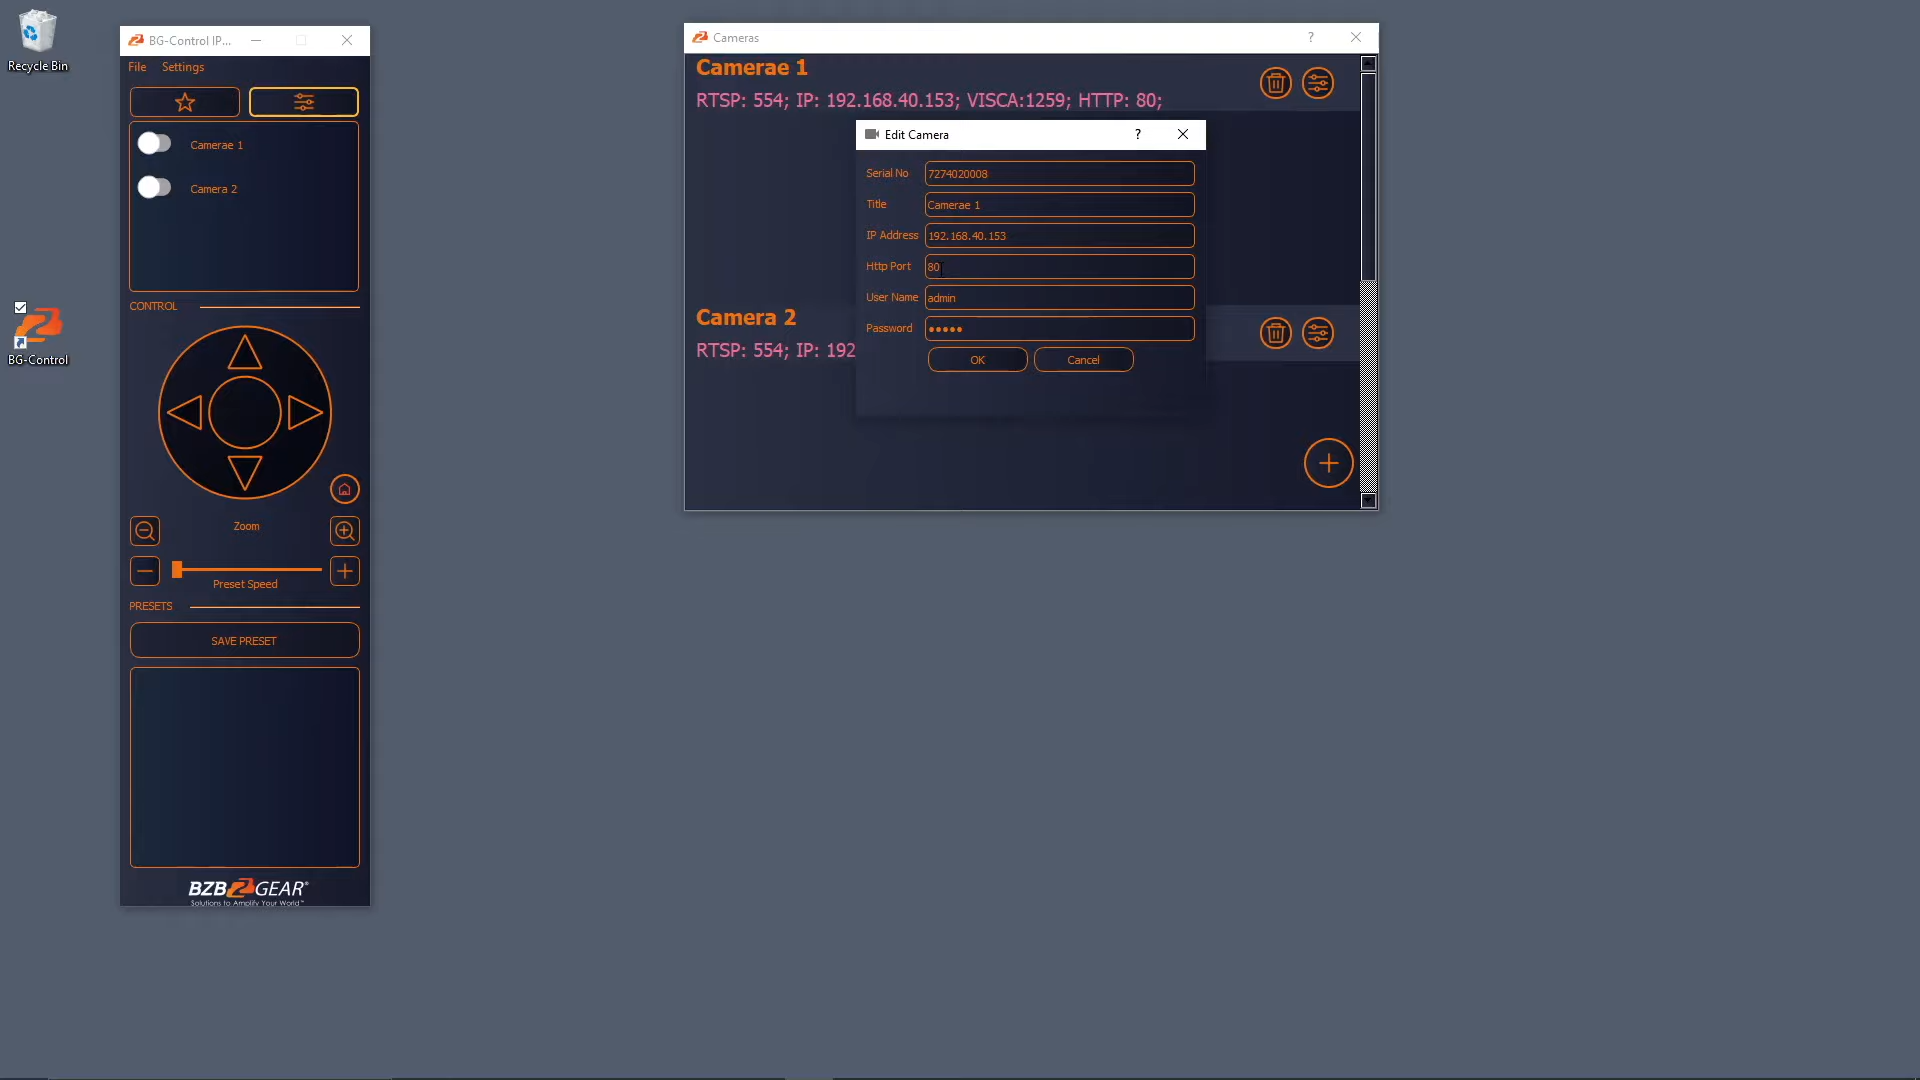 Recycle Bin
BG-Control
BG-Control IP...
File Settings
Camerae 1
Camera 2
CONTROL
Zoom
Preset Speed
PRESETS
SAVE PRESET
BZBGEAR®
Solutions to Amplify Your World™
Cameras
?
Camerae 1
RTSP: 554; IP: 192.168.40.153; VISCA:1259; HTTP: 80;
Camera 2
RTSP: 554; IP: 192
Edit Camera
?
Serial No 7274020008
Title Camerae 1
IP Address 192.168.40.153
Http Port 80
User Name admin
Password •••••
OK Cancel